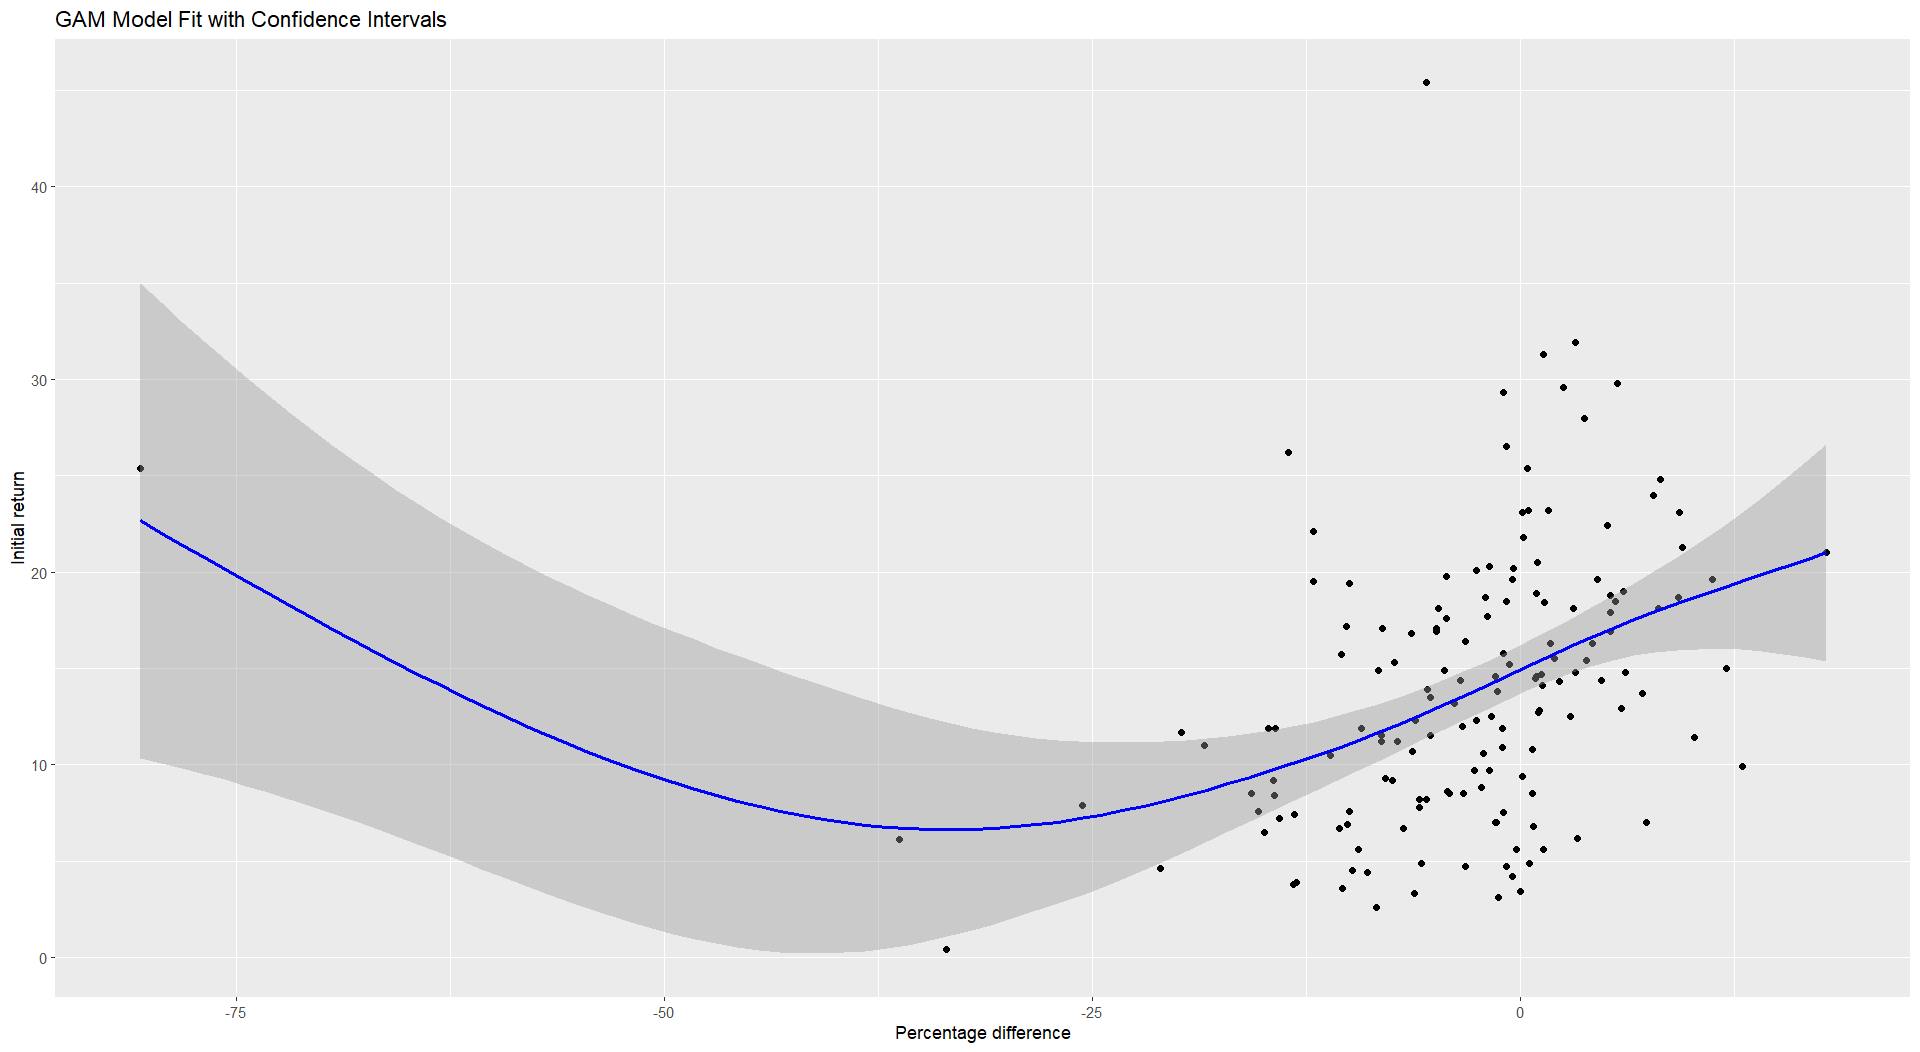 GAM Model Fit with Confidence Intervals
Initial return
40
30
20
10
0
-75 -50 -25 0
Percentage difference